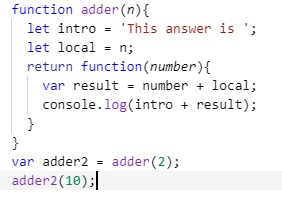 function adder(n){
  let intro = 'This answer is ';
  let local = n;
  return function(number){
    var result = number + local;
    console.log(intro + result);
  }
}
var adder2 = adder(2);
adder2(10);